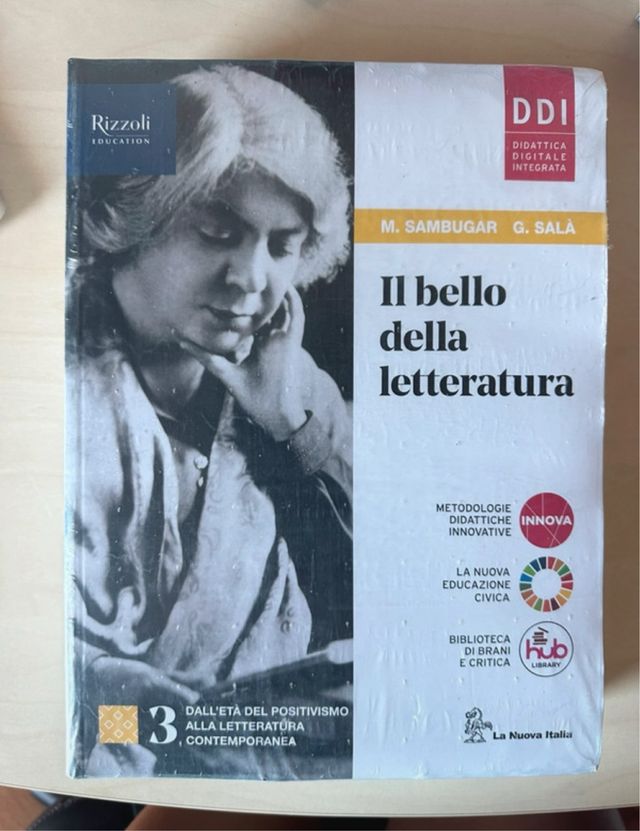 Rizzoli
EDUCATION
DDI
DIDATTICA
DIGITALE
INTEGRATA
M. SAMBUGAR G. SALÀ
Il bello
della
letteratura
METODOLOGIE
DIDATTICHE
INNOVATIVE
INNOVA
LA NUOVA
EDUCAZIONE
CIVICA
BIBLIOTECA
DI BRANI
E CRITICA
hub
LIBRARY
3
DALL'ETÀ DEL POSITIVISMO
ALLA LETTERATURA
CONTEMPORANEA
La Nuova Italia